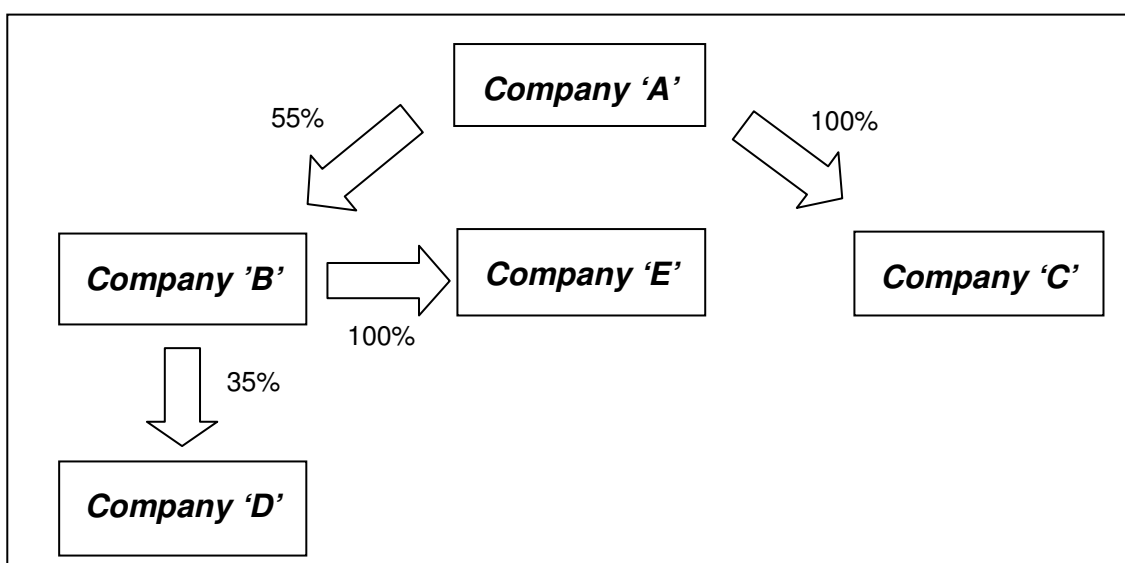 Company ‘A’
55%
100%
Company ’B’
Company ‘E’
Company ‘C’
100%
35%
Company ‘D’